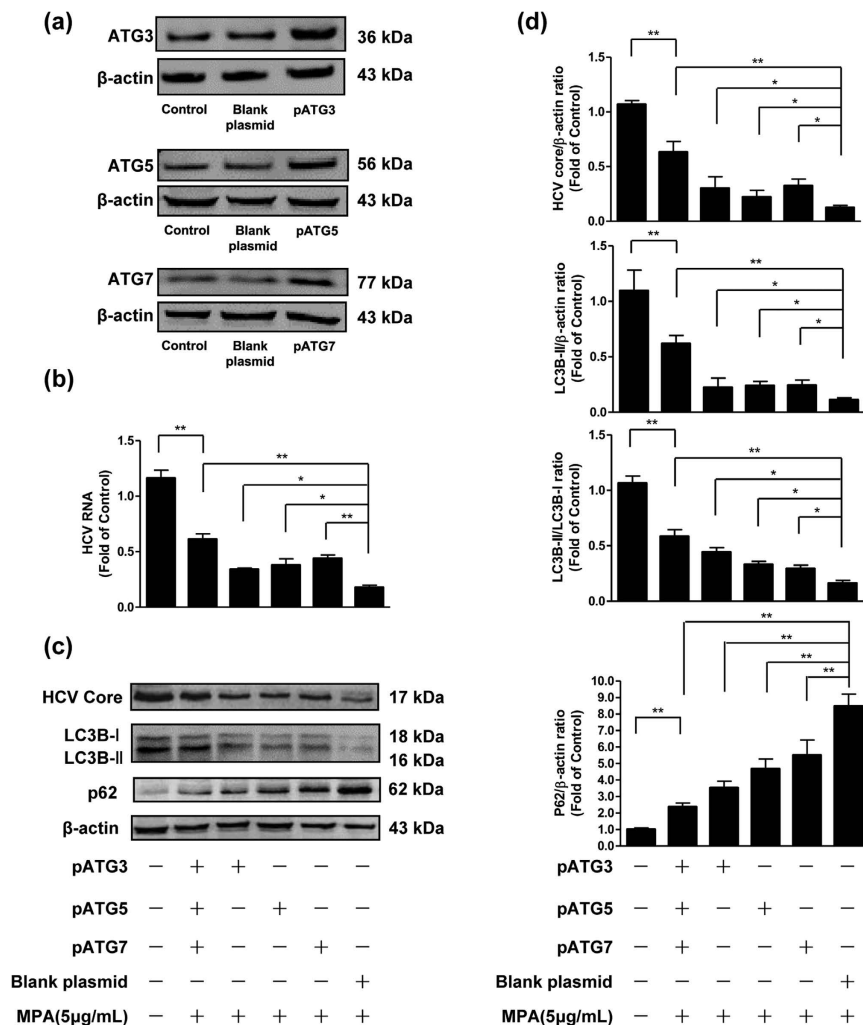 (a)
ATG3 36 kDa
β-actin 43 kDa
Control Blank plasmid pATG3
ATG5 56 kDa
β-actin 43 kDa
Control Blank plasmid pATG5
ATG7 77 kDa
β-actin 43 kDa
Control Blank plasmid pATG7
(b)
HCV RNA
(Fold of Control)
1.5
1.0
0.5
0.0
** ** * * **
(c)
HCV Core 17 kDa
LC3B-I 18 kDa
LC3B-II 16 kDa
p62 62 kDa
β-actin 43 kDa
pATG3 − + + − − −
pATG5 − + − + − −
pATG7 − + − − + −
Blank plasmid − − − − − +
MPA(5μg/mL) − + + + + +
(d)
HCV core/β-actin ratio
(Fold of Control)
1.5
1.0
0.5
0.0
** ** * * *
LC3B-II/β-actin ratio
(Fold of Control)
1.5
1.0
0.5
0.0
** ** * * *
LC3B-II/LC3B-I ratio
(Fold of Control)
1.5
1.0
0.5
0.0
** ** * * *
P62/β-actin ratio
(Fold of Control)
10.0
9.0
8.0
7.0
6.0
5.0
4.0
3.0
2.0
1.0
0.0
** ** ** ** **
pATG3 − + + − − −
pATG5 − + − + − −
pATG7 − + − − + −
Blank plasmid − − − − − +
MPA(5μg/mL) − + + + + +